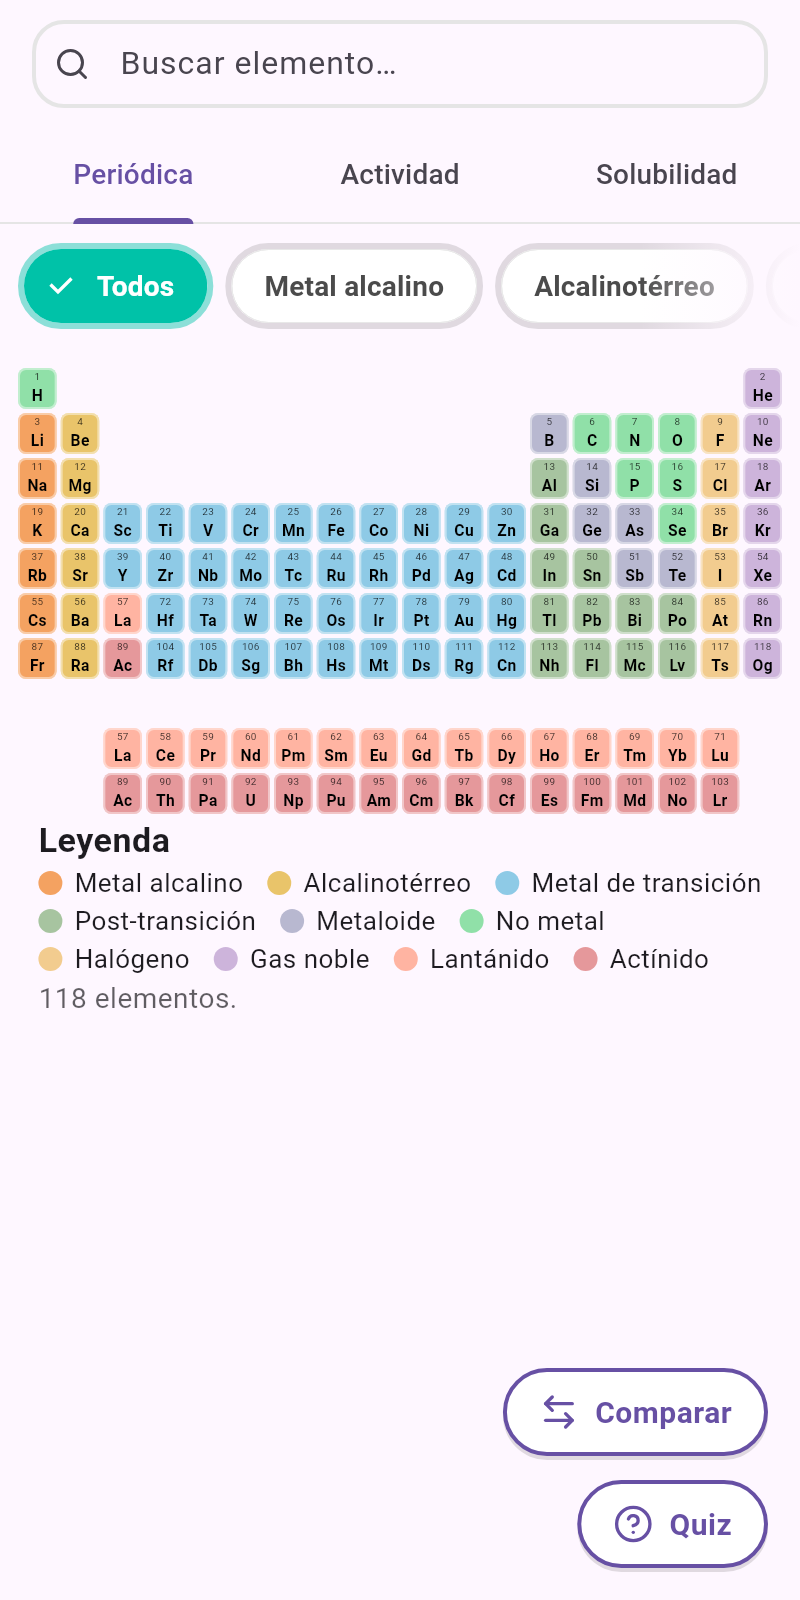 Buscar elemento...
Periódica Actividad Solubilidad
Todos Metal alcalino Alcalinotérreo
1 2
H He
3 4 5 6 7 8 9 10
Li Be B C N O F Ne
11 12 13 14 15 16 17 18
Na Mg Al Si P S Cl Ar
19 20 21 22 23 24 25 26 27 28 29 30 31 32 33 34 35 36
K Ca Sc Ti V Cr Mn Fe Co Ni Cu Zn Ga Ge As Se Br Kr
37 38 39 40 41 42 43 44 45 46 47 48 49 50 51 52 53 54
Rb Sr Y Zr Nb Mo Tc Ru Rh Pd Ag Cd In Sn Sb Te I Xe
55 56 57 72 73 74 75 76 77 78 79 80 81 82 83 84 85 86
Cs Ba La Hf Ta W Re Os Ir Pt Au Hg Tl Pb Bi Po At Rn
87 88 89 104 105 106 107 108 109 110 111 112 113 114 115 116 117 118
Fr Ra Ac Rf Db Sg Bh Hs Mt Ds Rg Cn Nh Fl Mc Lv Ts Og
57 58 59 60 61 62 63 64 65 66 67 68 69 70 71
La Ce Pr Nd Pm Sm Eu Gd Tb Dy Ho Er Tm Yb Lu
89 90 91 92 93 94 95 96 97 98 99 100 101 102 103
Ac Th Pa U Np Pu Am Cm Bk Cf Es Fm Md No Lr
Leyenda
Metal alcalino Alcalinotérreo Metal de transición
Post-transición Metaloide No metal
Halógeno Gas noble Lantánido Actínido
118 elementos.
Comparar
Quiz